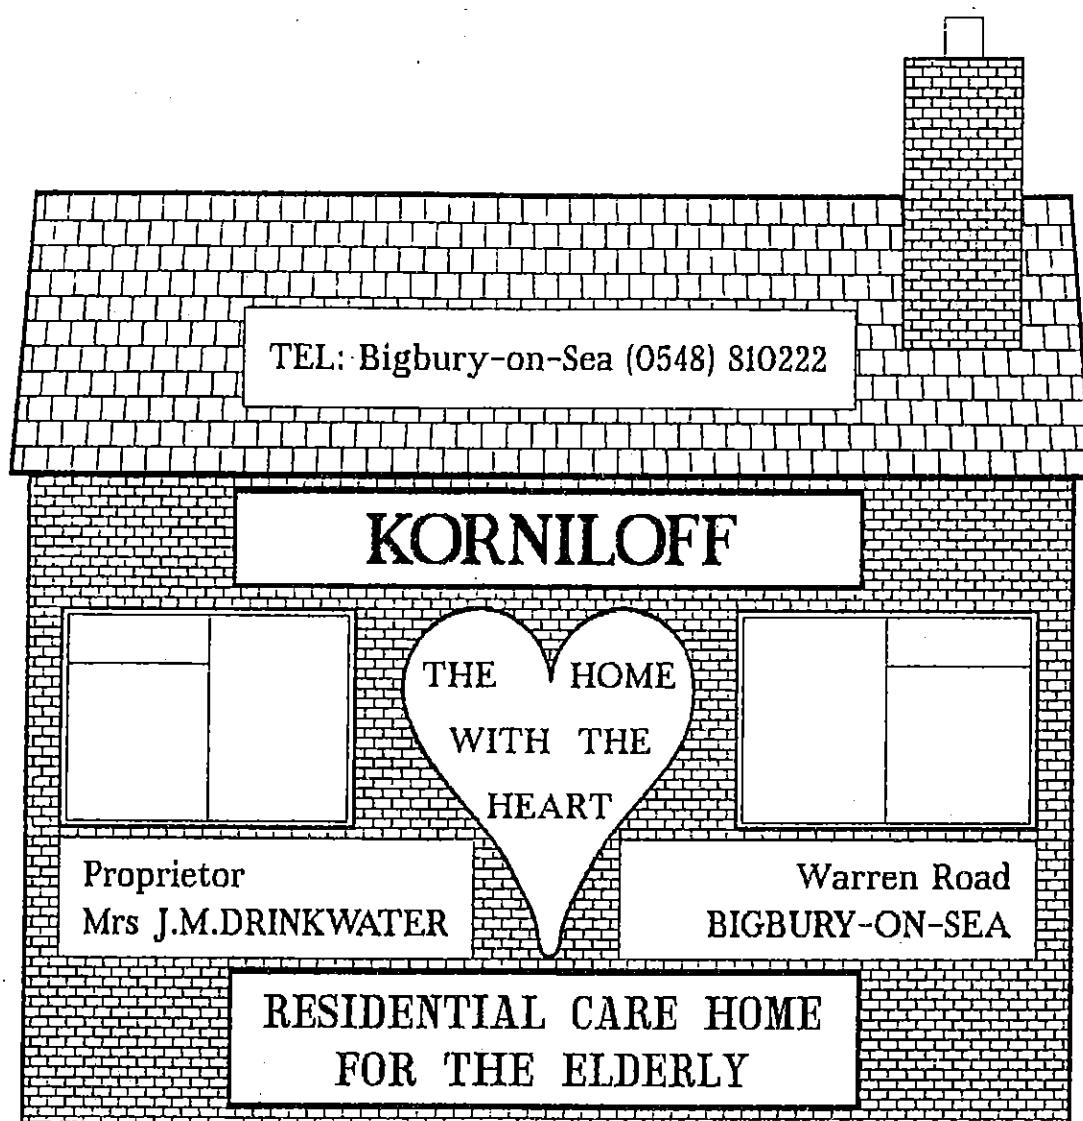 TEL: Bigbury-on-Sea (0548) 810222
KORNILOFF
THE HOME
WITH THE
HEART
Proprietor
Mrs J.M.DRINKWATER
Warren Road
BIGBURY-ON-SEA
RESIDENTIAL CARE HOME
FOR THE ELDERLY